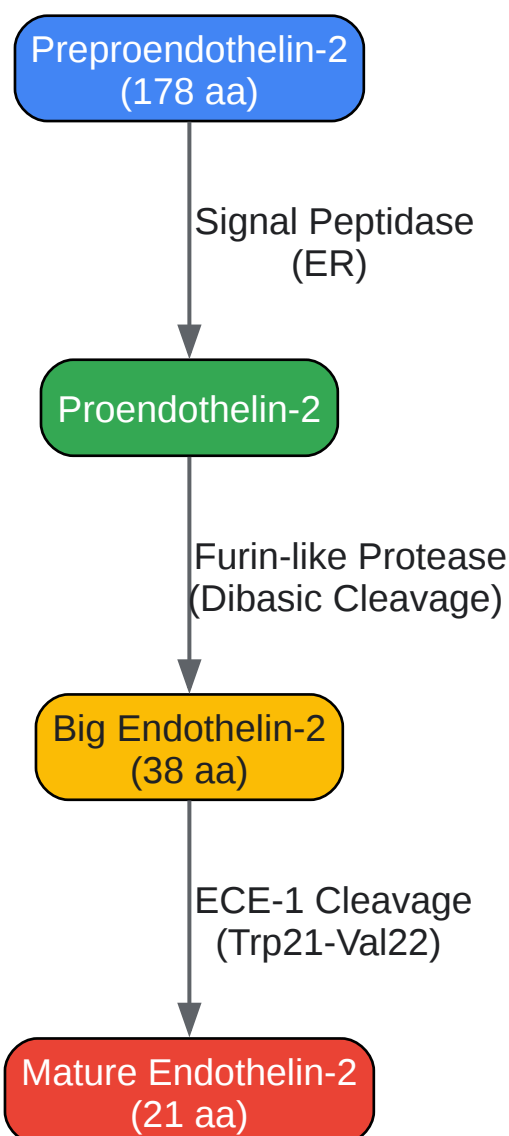 Preproendothelin-2
(178 aa)
Signal Peptidase
(ER)
Proendothelin-2
Furin-like Protease
(Dibasic Cleavage)
Big Endothelin-2
(38 aa)
ECE-1 Cleavage
(Trp21-Val22)
Mature Endothelin-2
(21 aa)